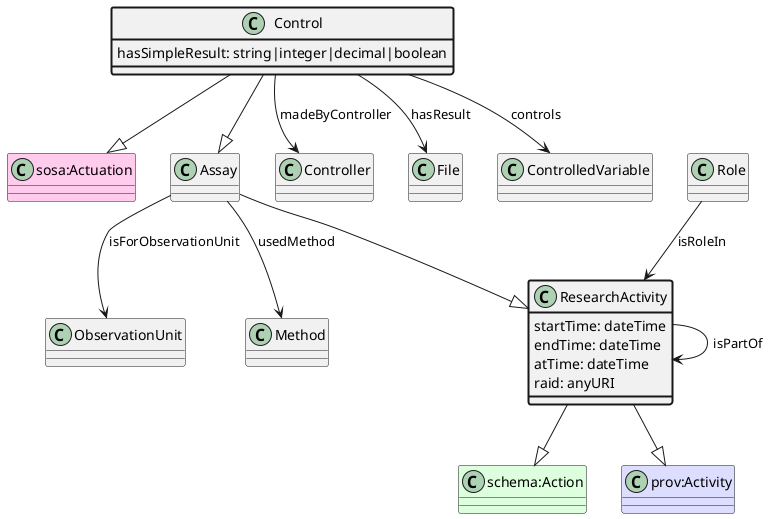 C Control
hasSimpleResult: string|integer|decimal|boolean
madeByController
hasResult
controls
C sosa:Actuation
C Assay
C Controller
C File
C ControlledVariable
C Role
isForObservationUnit
usedMethod
isRoleIn
C ObservationUnit
C Method
C ResearchActivity
startTime: dateTime
endTime: dateTime
atTime: dateTime
raid: anyURI
isPartOf
C schema:Action
C prov:Activity